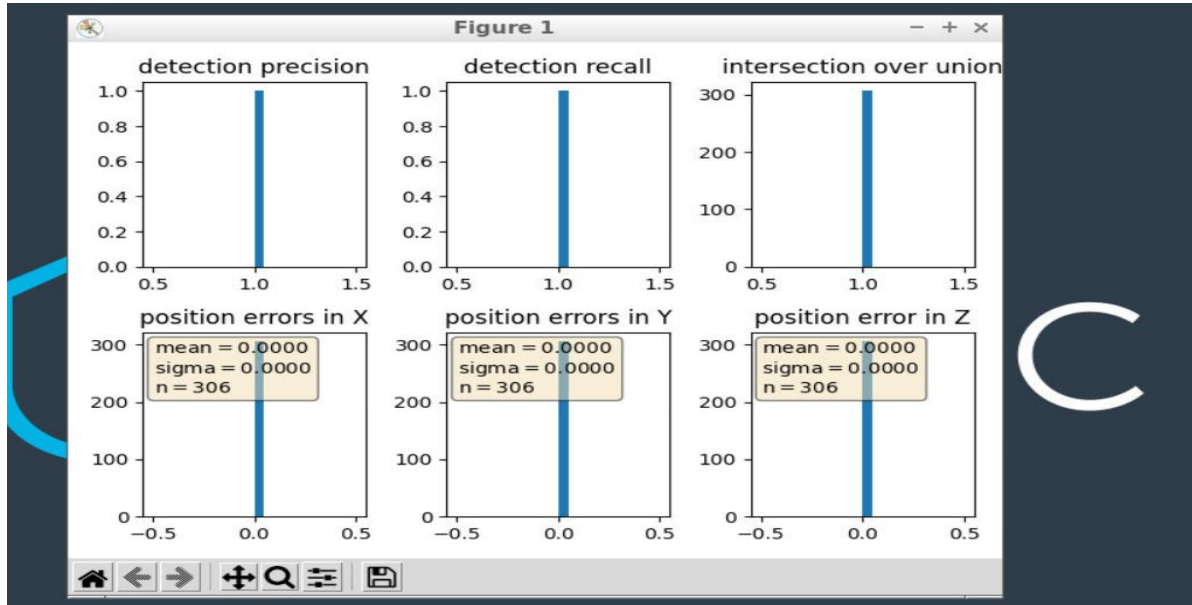 Figure 1
detection precision
1.0
0.8
0.6
0.4
0.2
0.0
0.5 1.0 1.5
detection recall
1.0
0.8
0.6
0.4
0.2
0.0
0.5 1.0 1.5
intersection over union
300
200
100
0
0.5 1.0 1.5
position errors in X
mean = 0.0000
sigma = 0.0000
n = 306
300
200
100
0
−0.5 0.0 0.5
position errors in Y
mean = 0.0000
sigma = 0.0000
n = 306
300
200
100
0
−0.5 0.0 0.5
position error in Z
mean = 0.0000
sigma = 0.0000
n = 306
300
200
100
0
−0.5 0.0 0.5
C